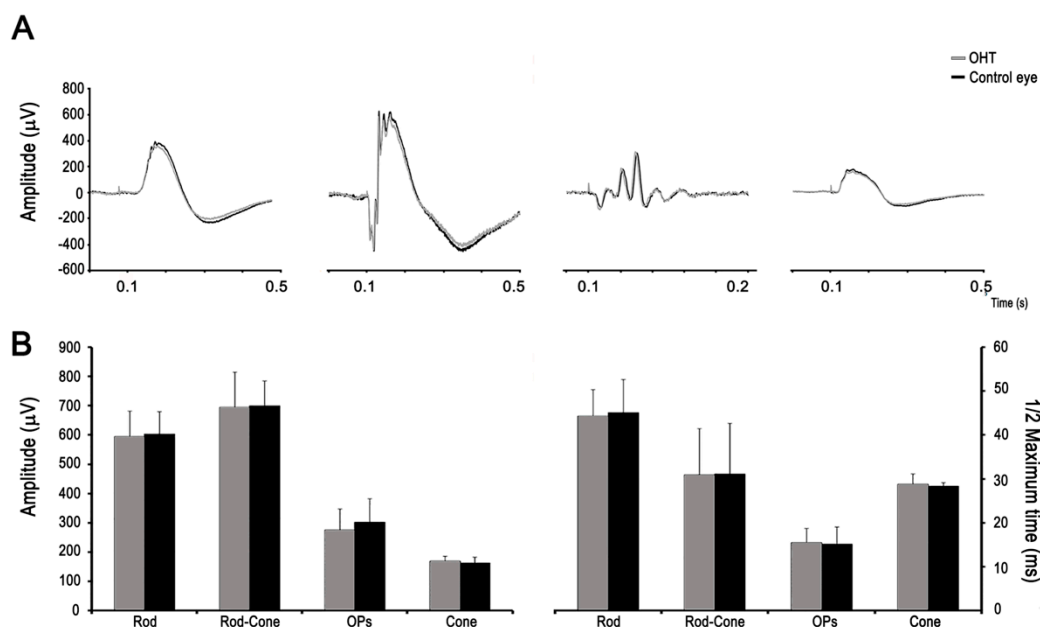 A
OHT
Control eye
Amplitude (µV)
800
600
400
200
0
-200
-400
-600
0.1 0.5 0.1 0.5 0.1 0.2 0.1 0.5
Time (s)
B
Amplitude (µV)
900
800
700
600
500
400
300
200
100
0
Rod Rod-Cone OPs Cone
60
50
40
30
20
10
0
1/2 Maximum time (ms)
Rod Rod-Cone OPs Cone